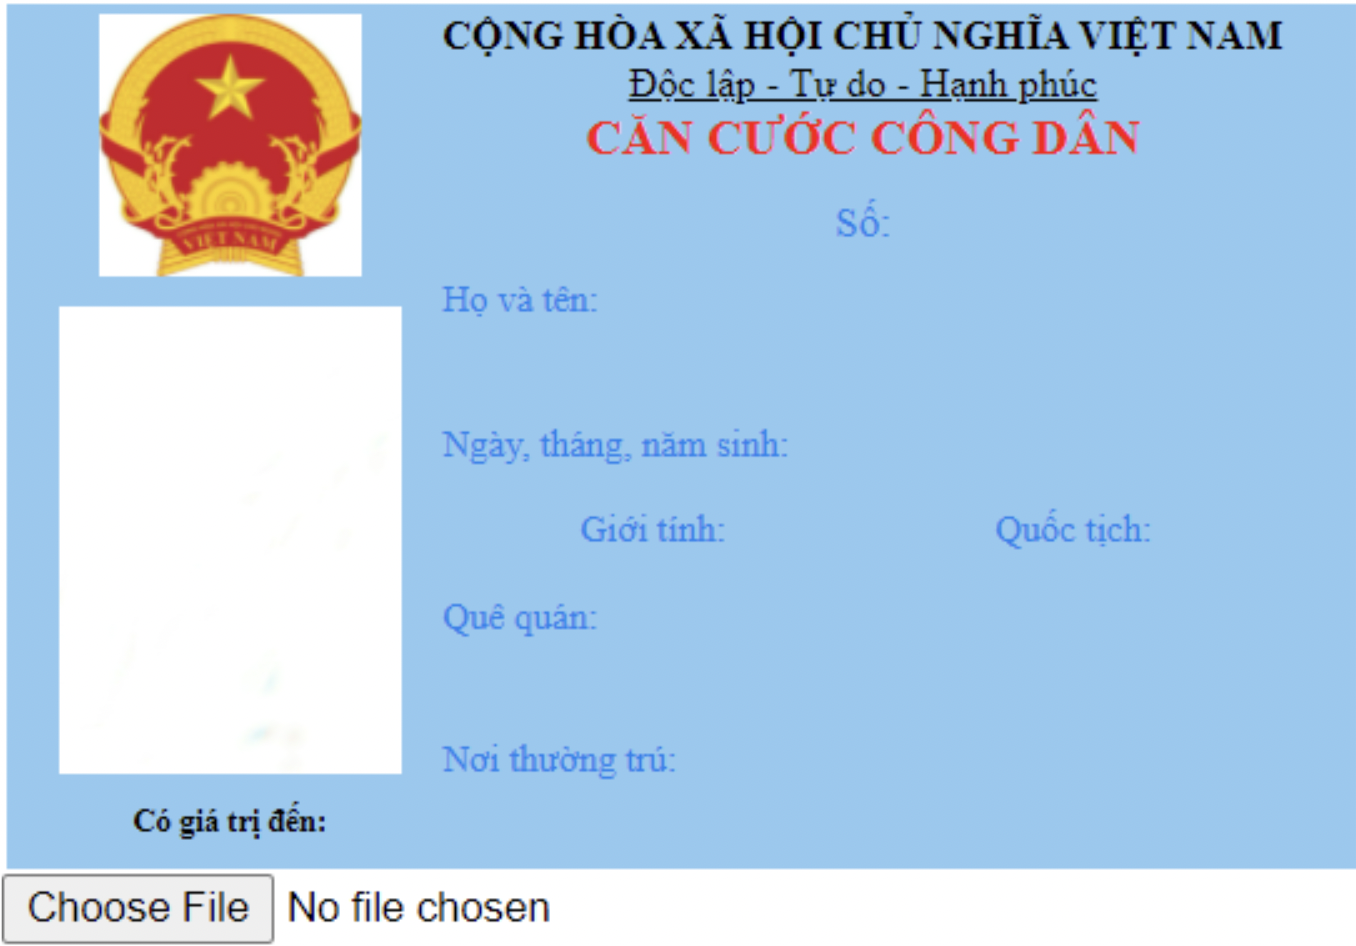 CỘNG HÒA XÃ HỘI CHỦ NGHĨA VIỆT NAM
Độc lập - Tự do - Hạnh phúc
CĂN CƯỚC CÔNG DÂN
VIỆT NAM
Số:
Họ và tên:
Ngày, tháng, năm sinh:
Giới tính: Quốc tịch:
Quê quán:
Nơi thường trú:
Có giá trị đến:
Choose File No file chosen